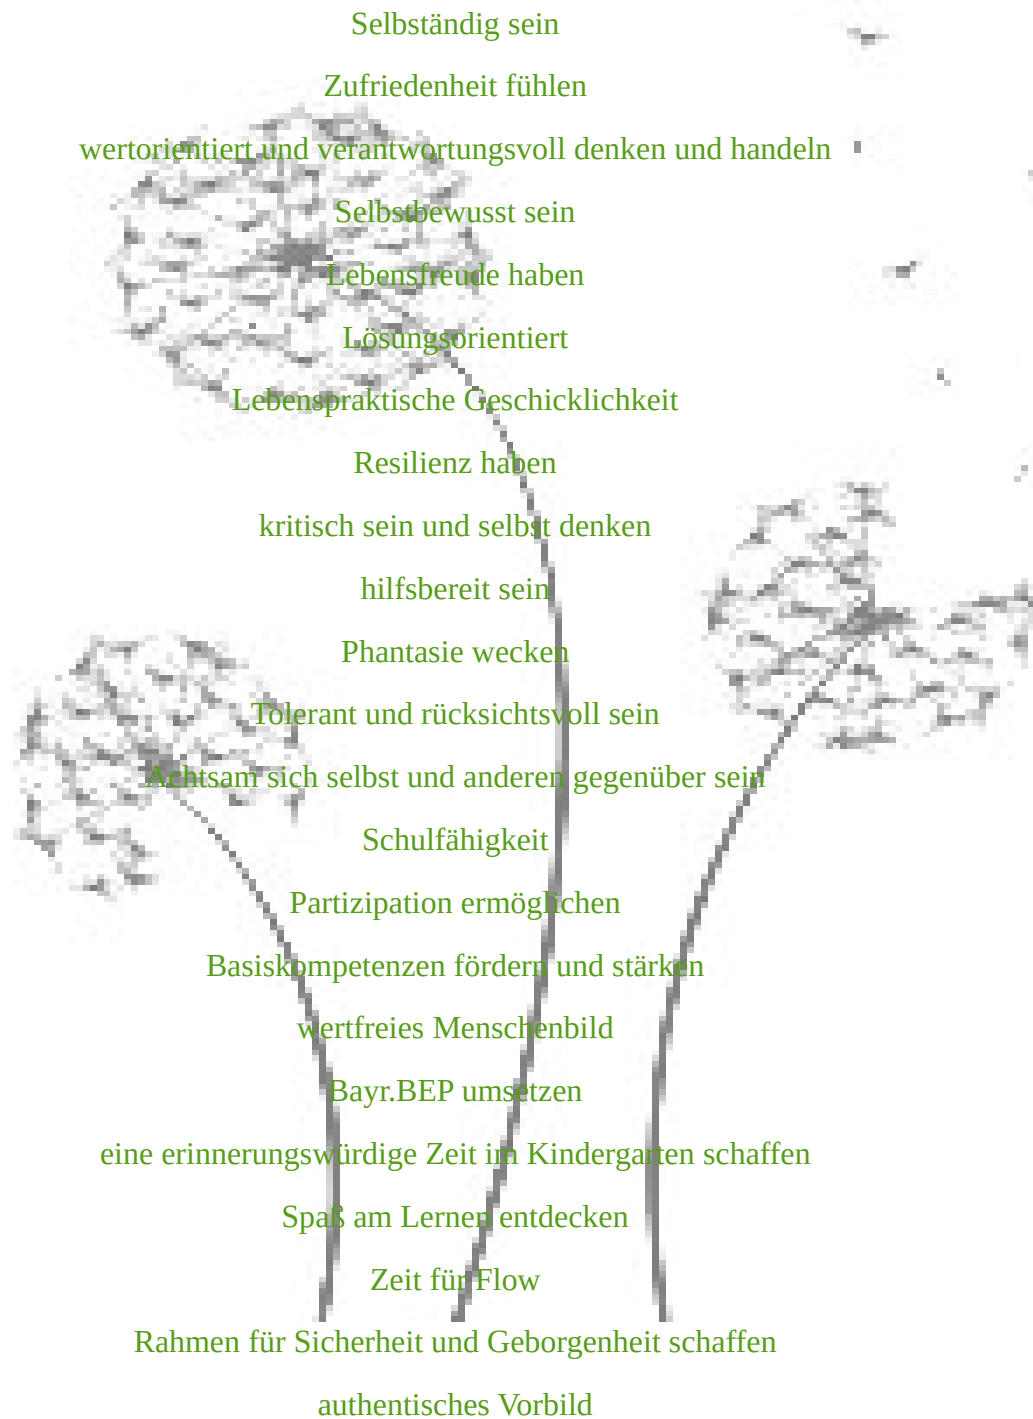 Selbständig sein
Zufriedenheit fühlen
wertorientiert und verantwortungsvoll denken und handeln
Selbstbewusst sein
Lebensfreude haben
Lösungsorientiert
Lebenspraktische Geschicklichkeit
Resilienz haben
kritisch sein und selbst denken
hilfsbereit sein
Phantasie wecken
Tolerant und rücksichtsvoll sein
Achtsam sich selbst und anderen gegenüber sein
Schulfähigkeit
Partizipation ermöglichen
Basiskompetenzen fördern und stärken
wertfreies Menschenbild
Bayr.BEP umsetzen
eine erinnerungswürdige Zeit im Kindergarten schaffen
Spaß am Lernen entdecken
Zeit für Flow
Rahmen für Sicherheit und Geborgenheit schaffen
authentisches Vorbild